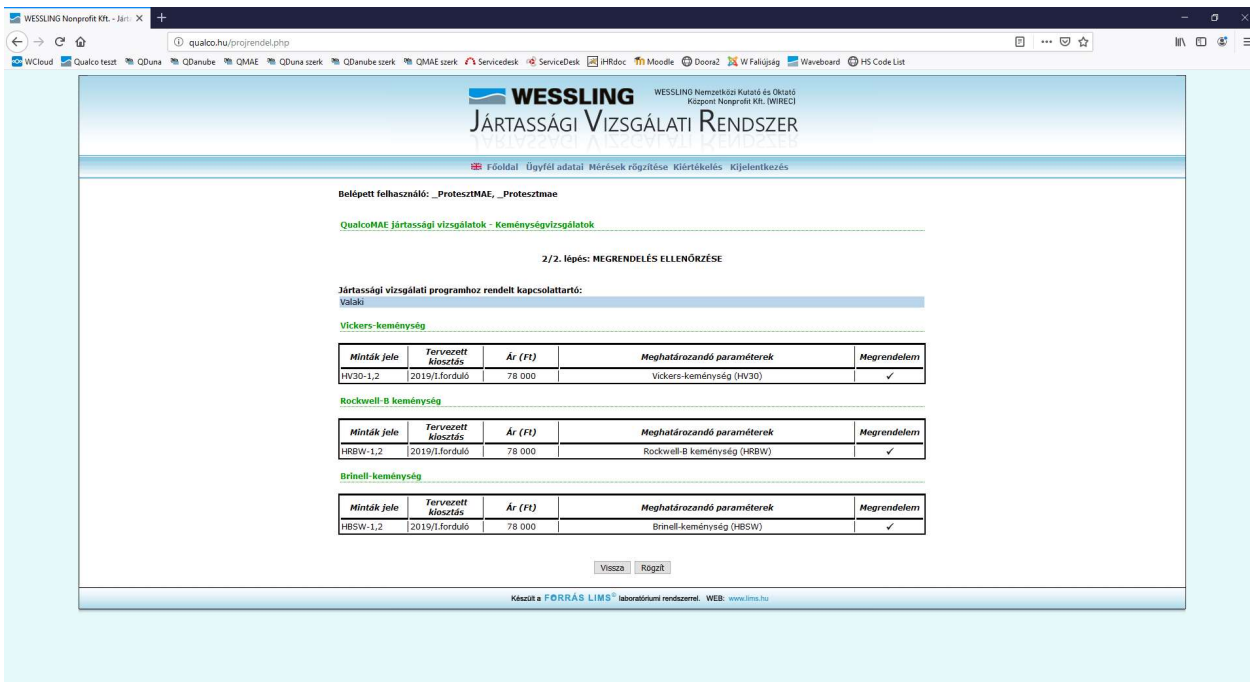 WESSLING Nonprofit Kft. - Járt
qualco.hu/projrendel.php
WCloud Qualco teszt QDuna QDanube QMAE QDuna szerk QDanube szerk QMAE szerk Servicedesk ServiceDesk iHRdoc Moodle Doora2 W Faliújság Waveboard HS Code List
WESSLING
WESSLING Nemzetközi Kutató és Oktató
Központ Nonprofit Kft. (WIREC)
JÁRTASSÁGI VIZSGÁLATI RENDSZER
Főoldal Ügyfél adatai Mérések rögzítése Kiértékelés Kijelentkezés
Belépett felhasználó: _ProtesztMAE, _Protesztmae
QualcoMAE jártassági vizsgálatok - Keménységvizsgálatok
2/2. lépés: MEGRENDELÉS ELLENŐRZÉSE
Jártassági vizsgálati programhoz rendelt kapcsolattartó:
Valaki
Vickers-keménység
Minták jele Tervezett kiosztás Ár (Ft) Meghatározandó paraméterek Megrendelem
HV30-1,2 2019/I.forduló 78 000 Vickers-keménység (HV30) ✓
Rockwell-B keménység
Minták jele Tervezett kiosztás Ár (Ft) Meghatározandó paraméterek Megrendelem
HRBW-1,2 2019/I.forduló 78 000 Rockwell-B keménység (HRBW) ✓
Brinell-keménység
Minták jele Tervezett kiosztás Ár (Ft) Meghatározandó paraméterek Megrendelem
HBSW-1,2 2019/I.forduló 78 000 Brinell-keménység (HBSW) ✓
Vissza Rögzít
Készült a FORRÁS LIMS© laboratóriumi rendszerrel. WEB: www.lims.hu